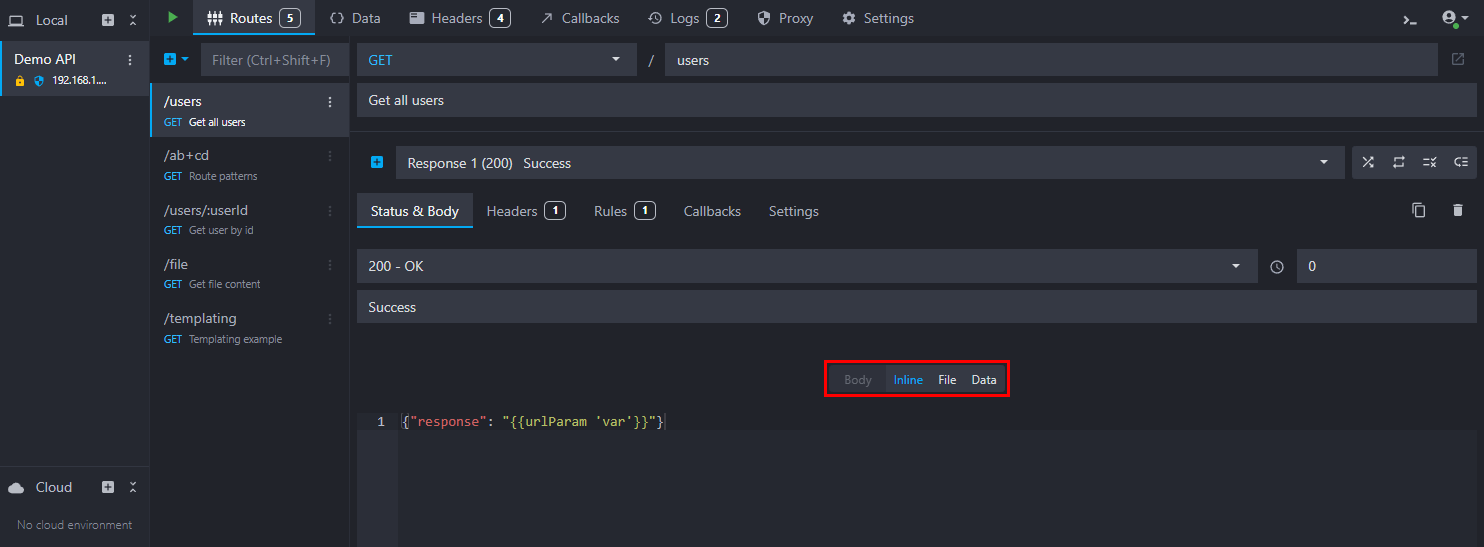 Local
Routes 5 Data Headers 4 Callbacks Logs 2 Proxy Settings
Demo API
192.168.1....
Filter (Ctrl+Shift+F)
/users
GET Get all users
/ab+cd
GET Route patterns
/users/:userId
GET Get user by id
/file
GET Get file content
/templating
GET Templating example
GET / users
Get all users
Response 1 (200) Success
Status & Body Headers 1 Rules 1 Callbacks Settings
200 - OK 0
Success
Body Inline File Data
1 {"response": "{{urlParam 'var'}}"}
Cloud
No cloud environment